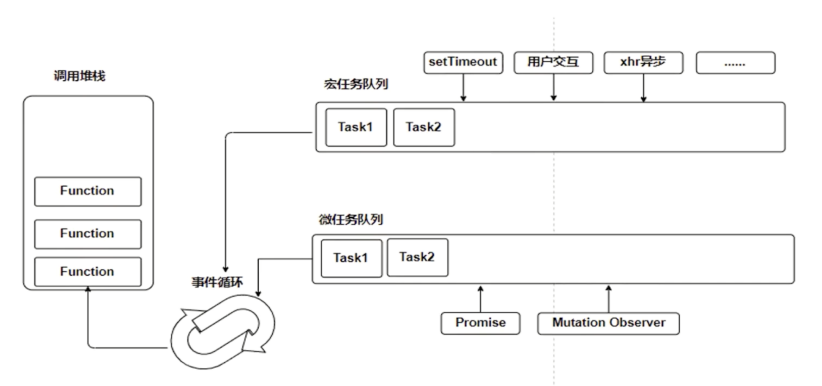 setTimeout
用户交互
xhr异步
......
调用堆栈
宏任务队列
Task1
Task2
Function
Function
Function
微任务队列
Task1
Task2
事件循环
Promise
Mutation Observer